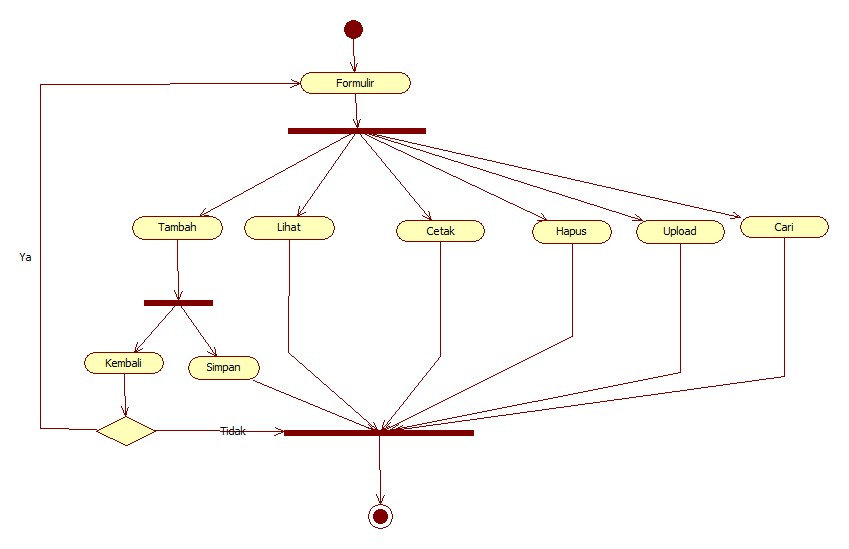 Formulir
Tambah
Lihat
Cetak
Hapus
Upload
Cari
Ya
Kembali
Simpan
Tidak